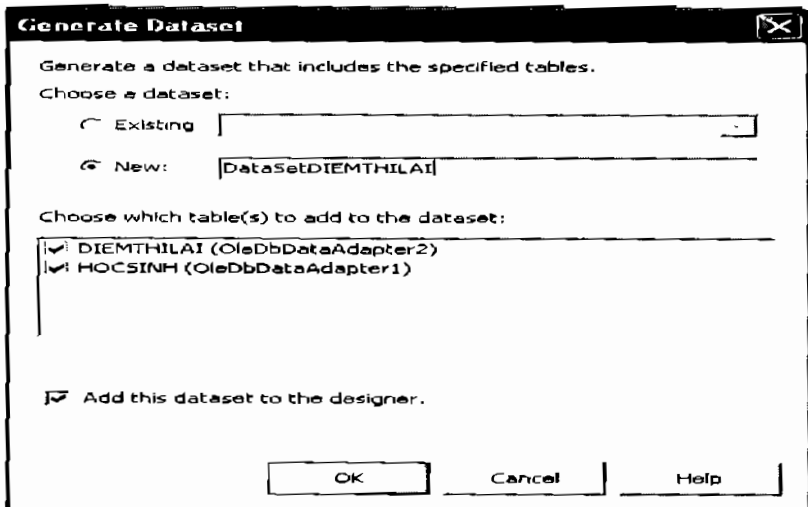 Generate Dataset
Generate a dataset that includes the specified tables.
Choose a dataset:
Existing
New: DataSetDIEMTHILAI
Choose which table(s) to add to the dataset:
DIEMTHILAI (OleDbDataAdapter2)
HOCSINH (OleDbDataAdapter1)
Add this dataset to the designer.
OK Cancel Help